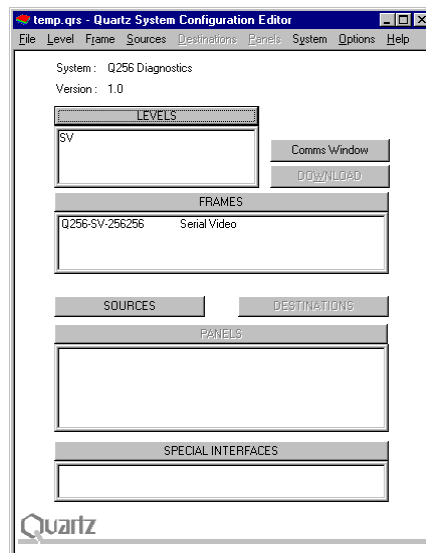 temp.qrs - Quartz System Configuration Editor
File Level Frame Sources Destinations Panels System Options Help
System : Q256 Diagnostics
Version : 1.0
LEVELS
SV
Comms Window
DOWNLOAD
FRAMES
Q256-SV-256256 Serial Video
SOURCES DESTINATIONS
PANELS
SPECIAL INTERFACES
Quartz